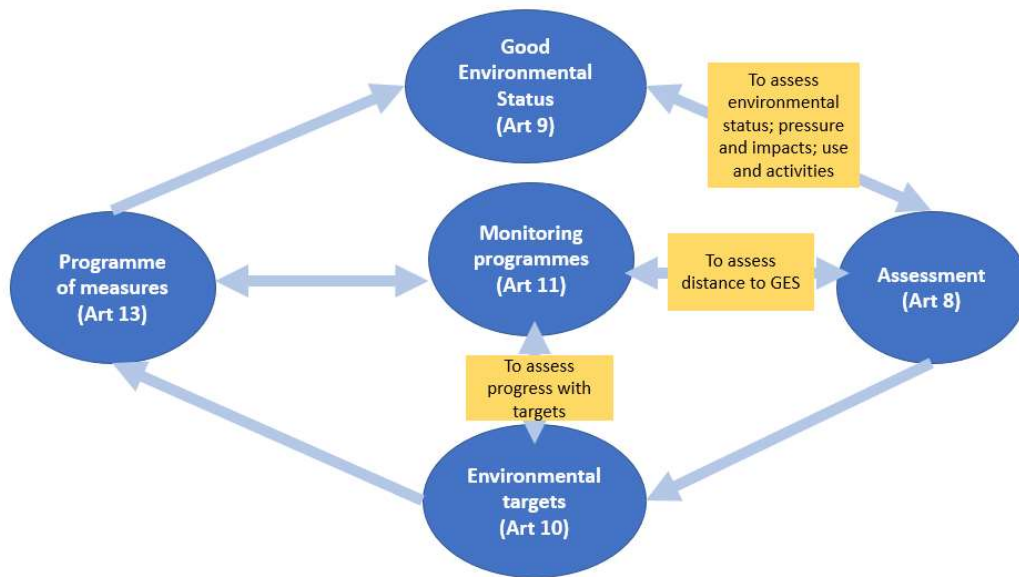 Good
Environmental
Status
(Art 9)
To assess
environmental
status; pressure
and impacts; use
and activities
Programme
of measures
(Art 13)
Monitoring
programmes
(Art 11)
To assess
distance to GES
Assessment
(Art 8)
To assess
progress with
targets
Environmental
targets
(Art 10)